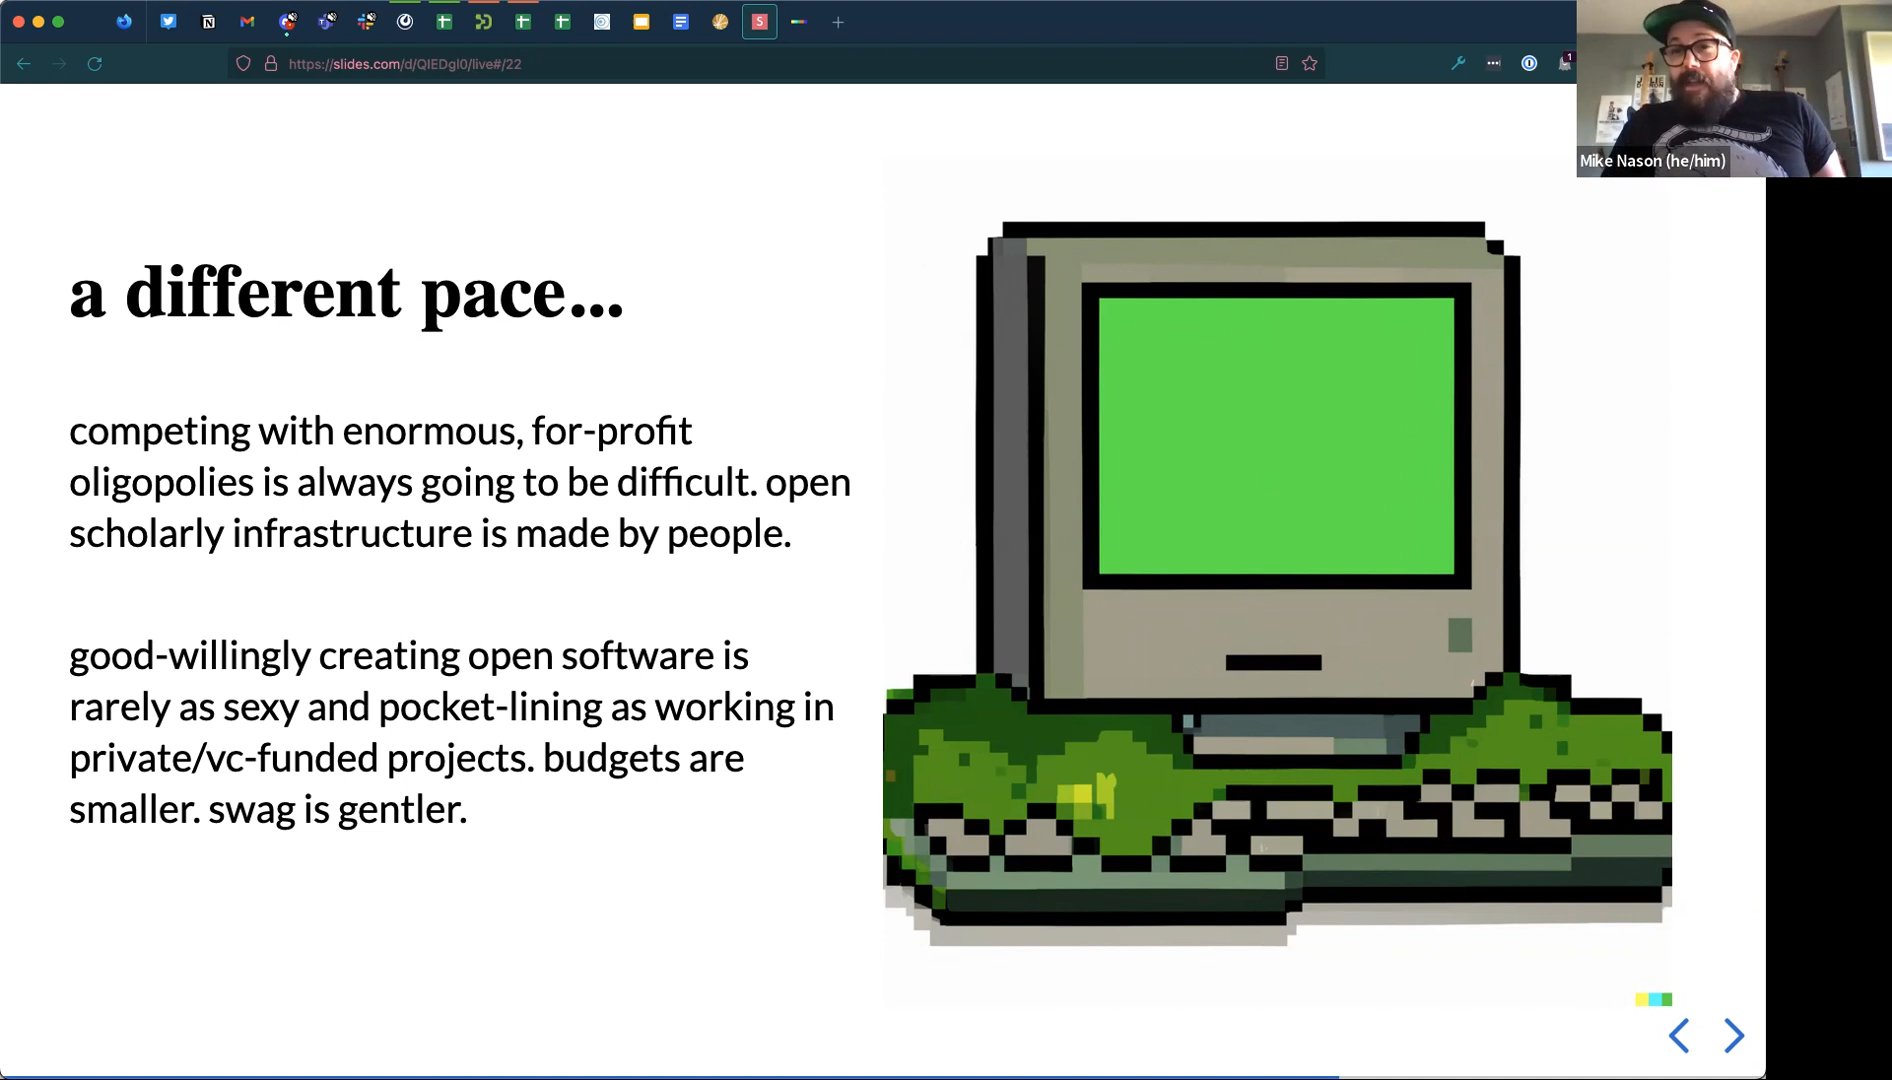 https://slides.com/d/QIEDgl0/live#/22
1
S
Mike Nason (he/him)
a different pace...
competing with enormous, for-profit
oligopolies is always going to be difficult. open
scholarly infrastructure is made by people.
good-willingly creating open software is
rarely as sexy and pocket-lining as working in
private/vc-funded projects. budgets are
smaller. swag is gentler.